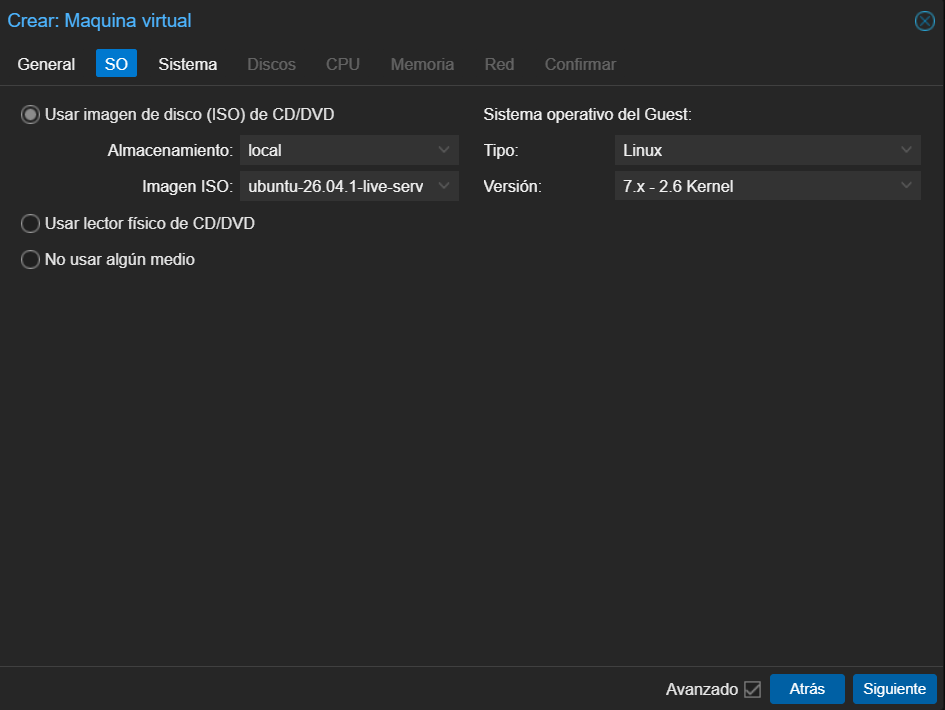 Crear: Maquina virtual
General SO Sistema Discos CPU Memoria Red Confirmar
Usar imagen de disco (ISO) de CD/DVD
Sistema operativo del Guest:
Almacenamiento: local
Tipo: Linux
Imagen ISO: ubuntu-26.04.1-live-serv
Versión: 7.x - 2.6 Kernel
Usar lector físico de CD/DVD
No usar algún medio
Avanzado Atrás Siguiente